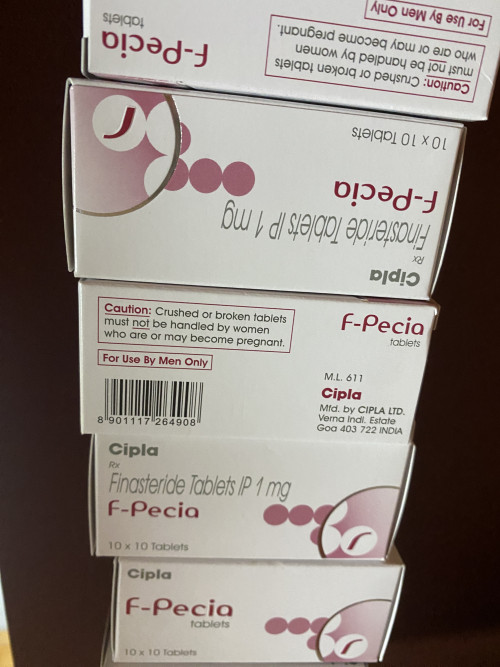 F-Pecia
tablets
Caution: Crushed or broken tablets
must not be handled by women
who are or may become pregnant.
For Use By Men Only
Cipla
Rx
Finasteride Tablets IP 1 mg
F-Pecia
10 x 10 Tablets
Caution: Crushed or broken tablets
must not be handled by women
who are or may become pregnant.
For Use By Men Only
8 901117 264908
F-Pecia
tablets
M.L. 611
Cipla
Mfd. by CIPLA LTD.
Verna Indl. Estate
Goa 403 722 INDIA
Cipla
Rx
Finasteride Tablets IP 1 mg
F-Pecia
10 x 10 Tablets
Cipla
F-Pecia
tablets
10 x 10 Tablets